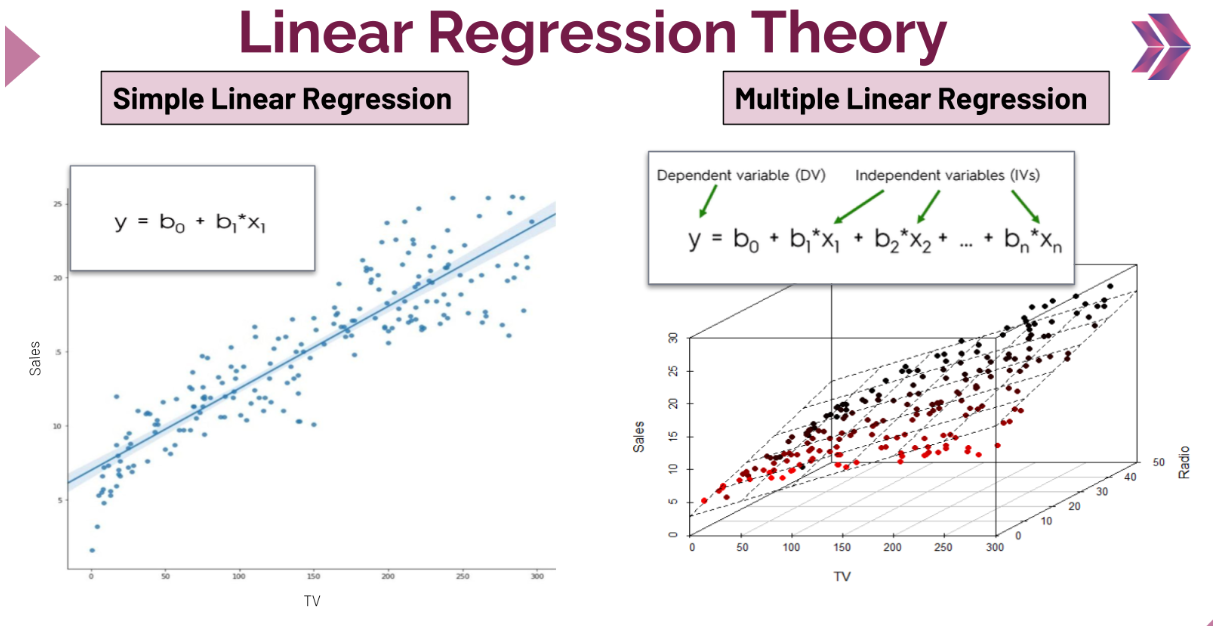 Linear Regression Theory
Simple Linear Regression
y = b₀ + b₁*x₁
25
20
5
10
5
Sales
0
50
100
150
200
250
300
TV
Multiple Linear Regression
Dependent variable (DV) Independent variables (IVs)
y = b₀ + b₁*x₁ + b₂*x₂ + ... + bₙ*xₙ
30
25
20
15
10
5
0
Sales
0
50
100
150
200
250
300
TV
0
10
20
30
40
50
Radio